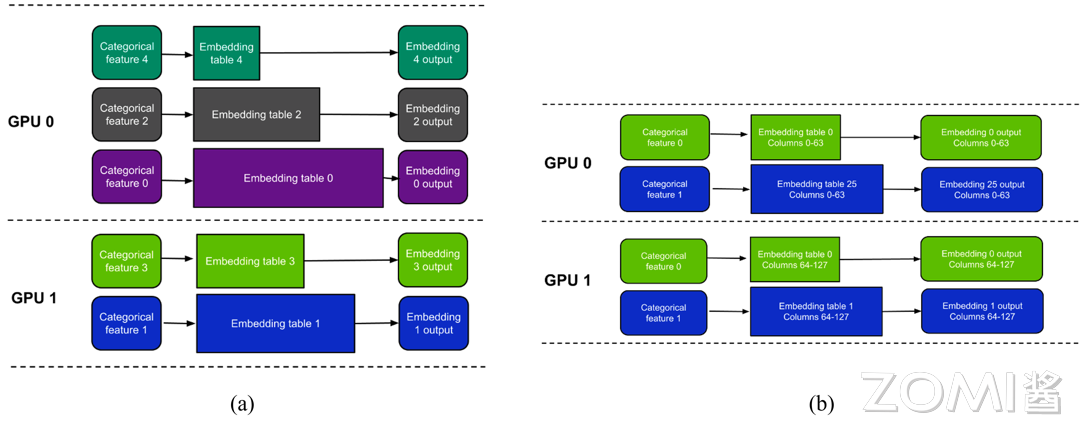 GPU 0
Categorical
feature 4
Embedding
table 4
Embedding
4 output
Categorical
feature 2
Embedding table 2
Embedding
2 output
Categorical
feature 0
Embedding table 0
Embedding
0 output
GPU 1
Categorical
feature 3
Embedding table 3
Embedding
3 output
Categorical
feature 1
Embedding table 1
Embedding
1 output
(a)
GPU 0
Categorical
feature 0
Embedding table 0
Columns 0-63
Embedding 0 output
Columns 0-63
Categorical
feature 1
Embedding table 25
Columns 0-63
Embedding 25 output
Columns 0-63
GPU 1
Categorical
feature 0
Embedding table 0
Columns 64-127
Embedding 0 output
Columns 64-127
Categorical
feature 1
Embedding table 1
Columns 64-127
Embedding 1 output
Columns 64-127
(b)
ZOMI酱